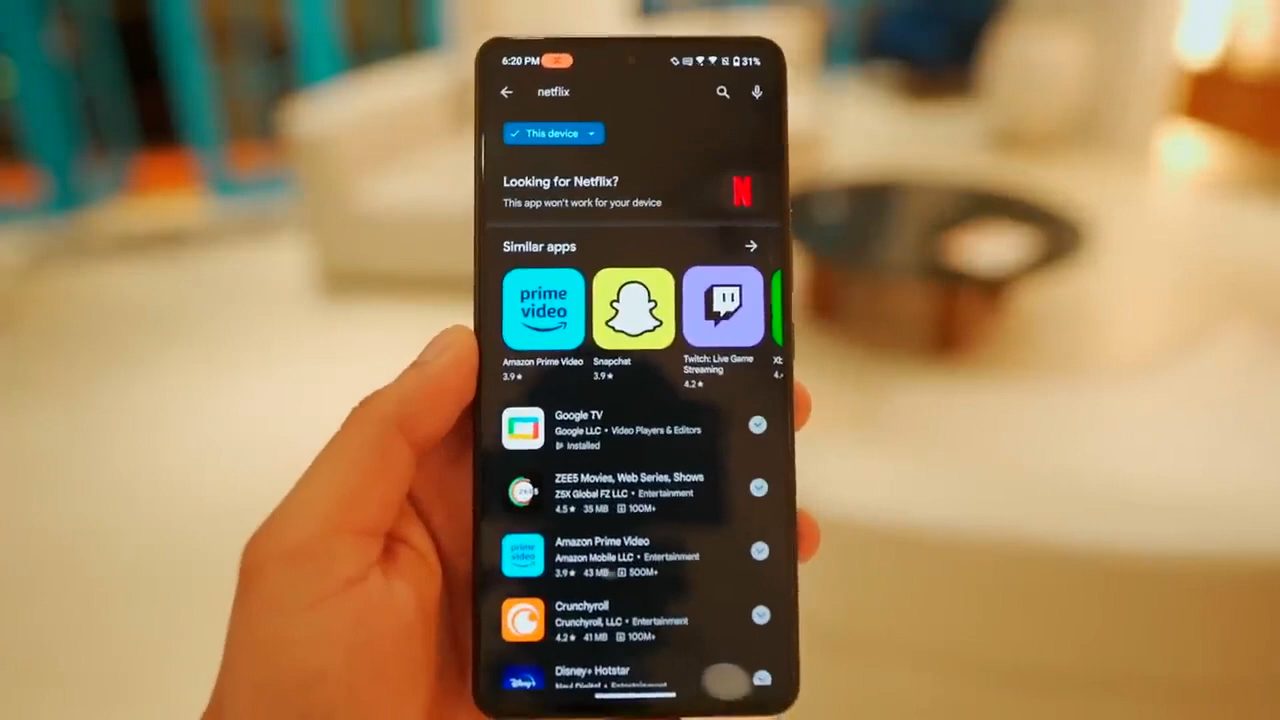 6:20 PM
31%
netflix
This device
Looking for Netflix?
This app won't work for your device
N
Similar apps
prime video
Amazon Prime Video
3.9★
Snapchat
3.9★
Twitch: Live Game Streaming
4.2★
Google TV
Google LLC • Video Players & Editors
Installed
ZEE5 Movies, Web Series, Shows
Z5X Global FZ LLC • Entertainment
4.5★ 35 MB 100M+
prime video
Amazon Prime Video
Amazon Mobile LLC • Entertainment
3.9★ 43 MB 500M+
Crunchyroll
Crunchyroll, LLC • Entertainment
4.2★ 41 MB 100M+
Disney+
Disney+ Hotstar